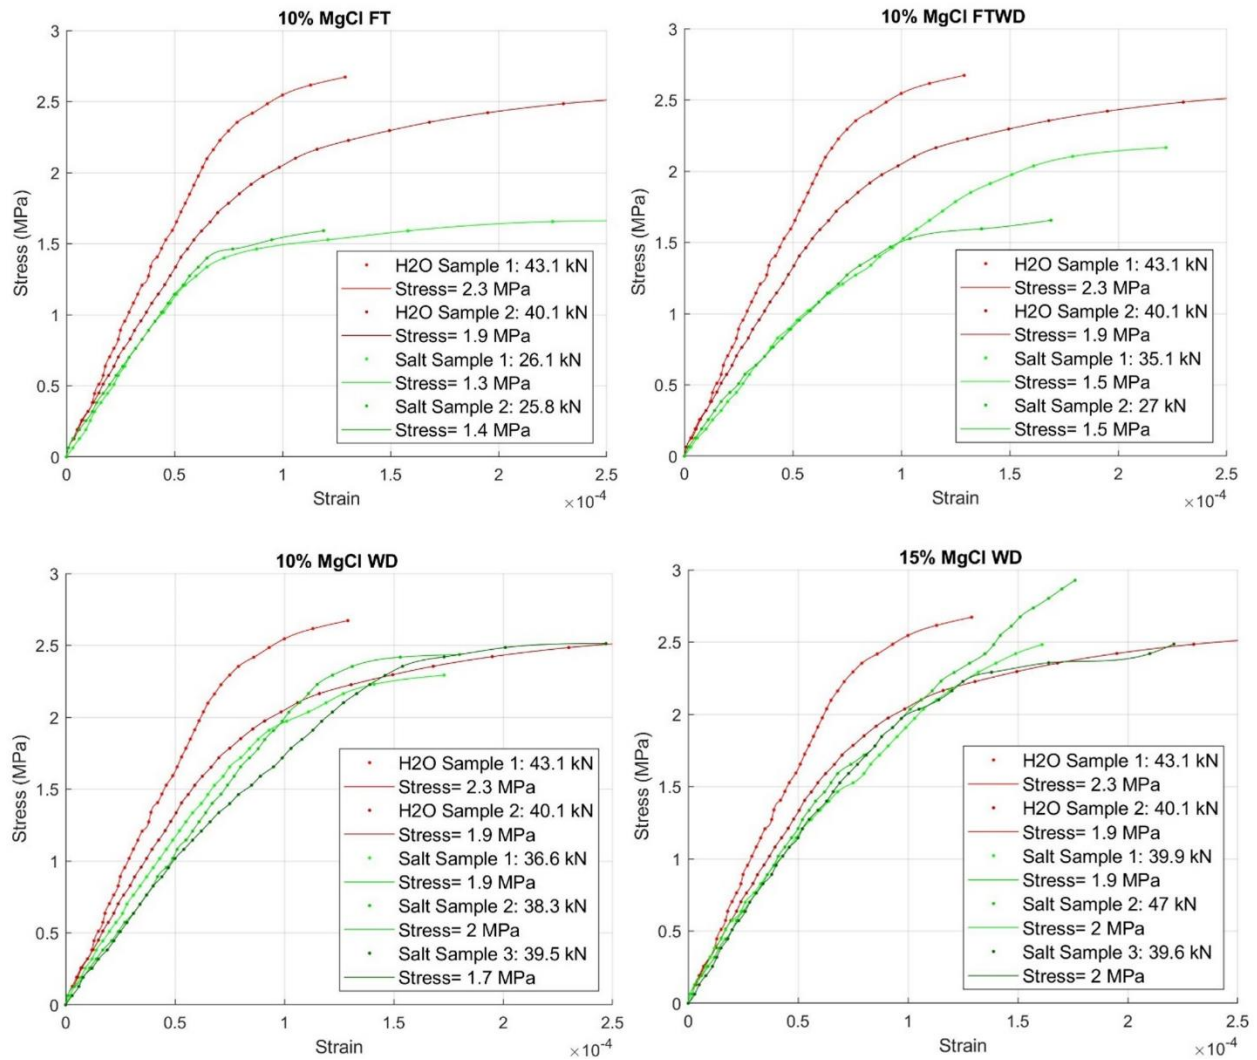 10% MgCl FT
3
2.5
2
1.5
1
0.5
0
Stress (MPa)
H2O Sample 1: 43.1 kN
Stress= 2.3 MPa
H2O Sample 2: 40.1 kN
Stress= 1.9 MPa
Salt Sample 1: 26.1 kN
Stress= 1.3 MPa
Salt Sample 2: 25.8 kN
Stress= 1.4 MPa
0 0.5 1 1.5 2 2.5
Strain
×10⁻⁴
10% MgCl FTWD
3
2.5
2
1.5
1
0.5
0
Stress (MPa)
H2O Sample 1: 43.1 kN
Stress= 2.3 MPa
H2O Sample 2: 40.1 kN
Stress= 1.9 MPa
Salt Sample 1: 35.1 kN
Stress= 1.5 MPa
Salt Sample 2: 27 kN
Stress= 1.5 MPa
0 0.5 1 1.5 2 2.5
Strain
×10⁻⁴
10% MgCl WD
3
2.5
2
1.5
1
0.5
0
Stress (MPa)
H2O Sample 1: 43.1 kN
Stress= 2.3 MPa
H2O Sample 2: 40.1 kN
Stress= 1.9 MPa
Salt Sample 1: 36.6 kN
Stress= 1.9 MPa
Salt Sample 2: 38.3 kN
Stress= 2 MPa
Salt Sample 3: 39.5 kN
Stress= 1.7 MPa
0 0.5 1 1.5 2 2.5
Strain
×10⁻⁴
15% MgCl WD
3
2.5
2
1.5
1
0.5
0
Stress (MPa)
H2O Sample 1: 43.1 kN
Stress= 2.3 MPa
H2O Sample 2: 40.1 kN
Stress= 1.9 MPa
Salt Sample 1: 39.9 kN
Stress= 1.9 MPa
Salt Sample 2: 47 kN
Stress= 2 MPa
Salt Sample 3: 39.6 kN
Stress= 2 MPa
0 0.5 1 1.5 2 2.5
Strain
×10⁻⁴